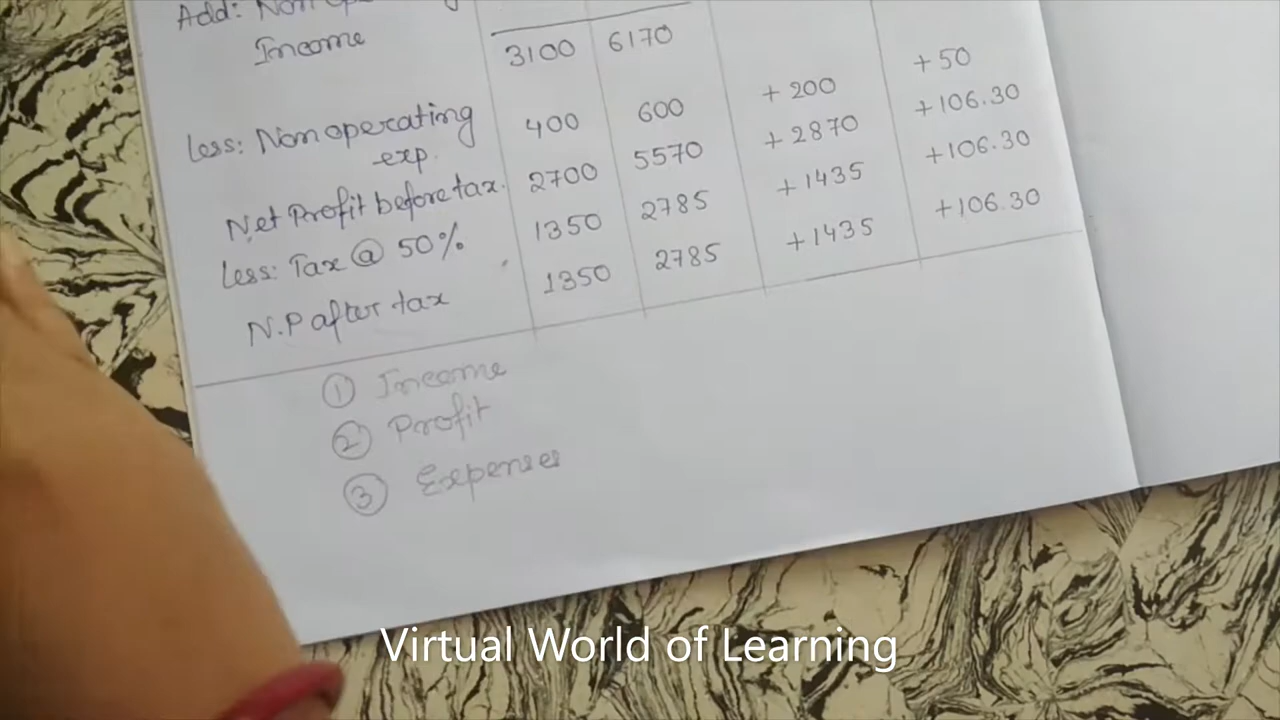 Add: Non
Income 3100 6170
Less: Nonoperating exp. 400 600 +200 +50
Net Profit before tax. 2700 5570 +2870 +106.30
Less: Tax @ 50% 1350 2785 +1435 +106.30
N.P after tax 1350 2785 +1435 +106.30
① Income
② Profit
③ Expenses
Virtual World of Learning